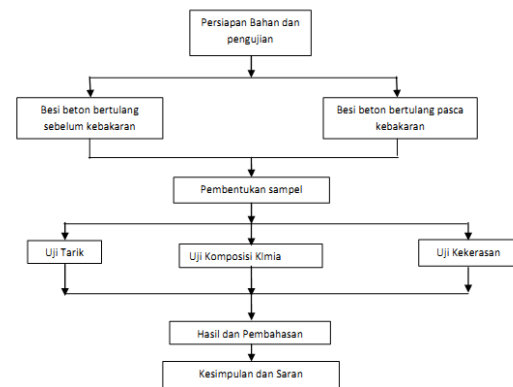 Persiapan Bahan dan
pengujian
Besi beton bertulang
sebelum kebakaran
Besi beton bertulang pasca
kebakaran
Pembentukan sampel
Uji Tarik
Uji Komposisi Kimia
Uji Kekerasan
Hasil dan Pembahasan
Kesimpulan dan Saran